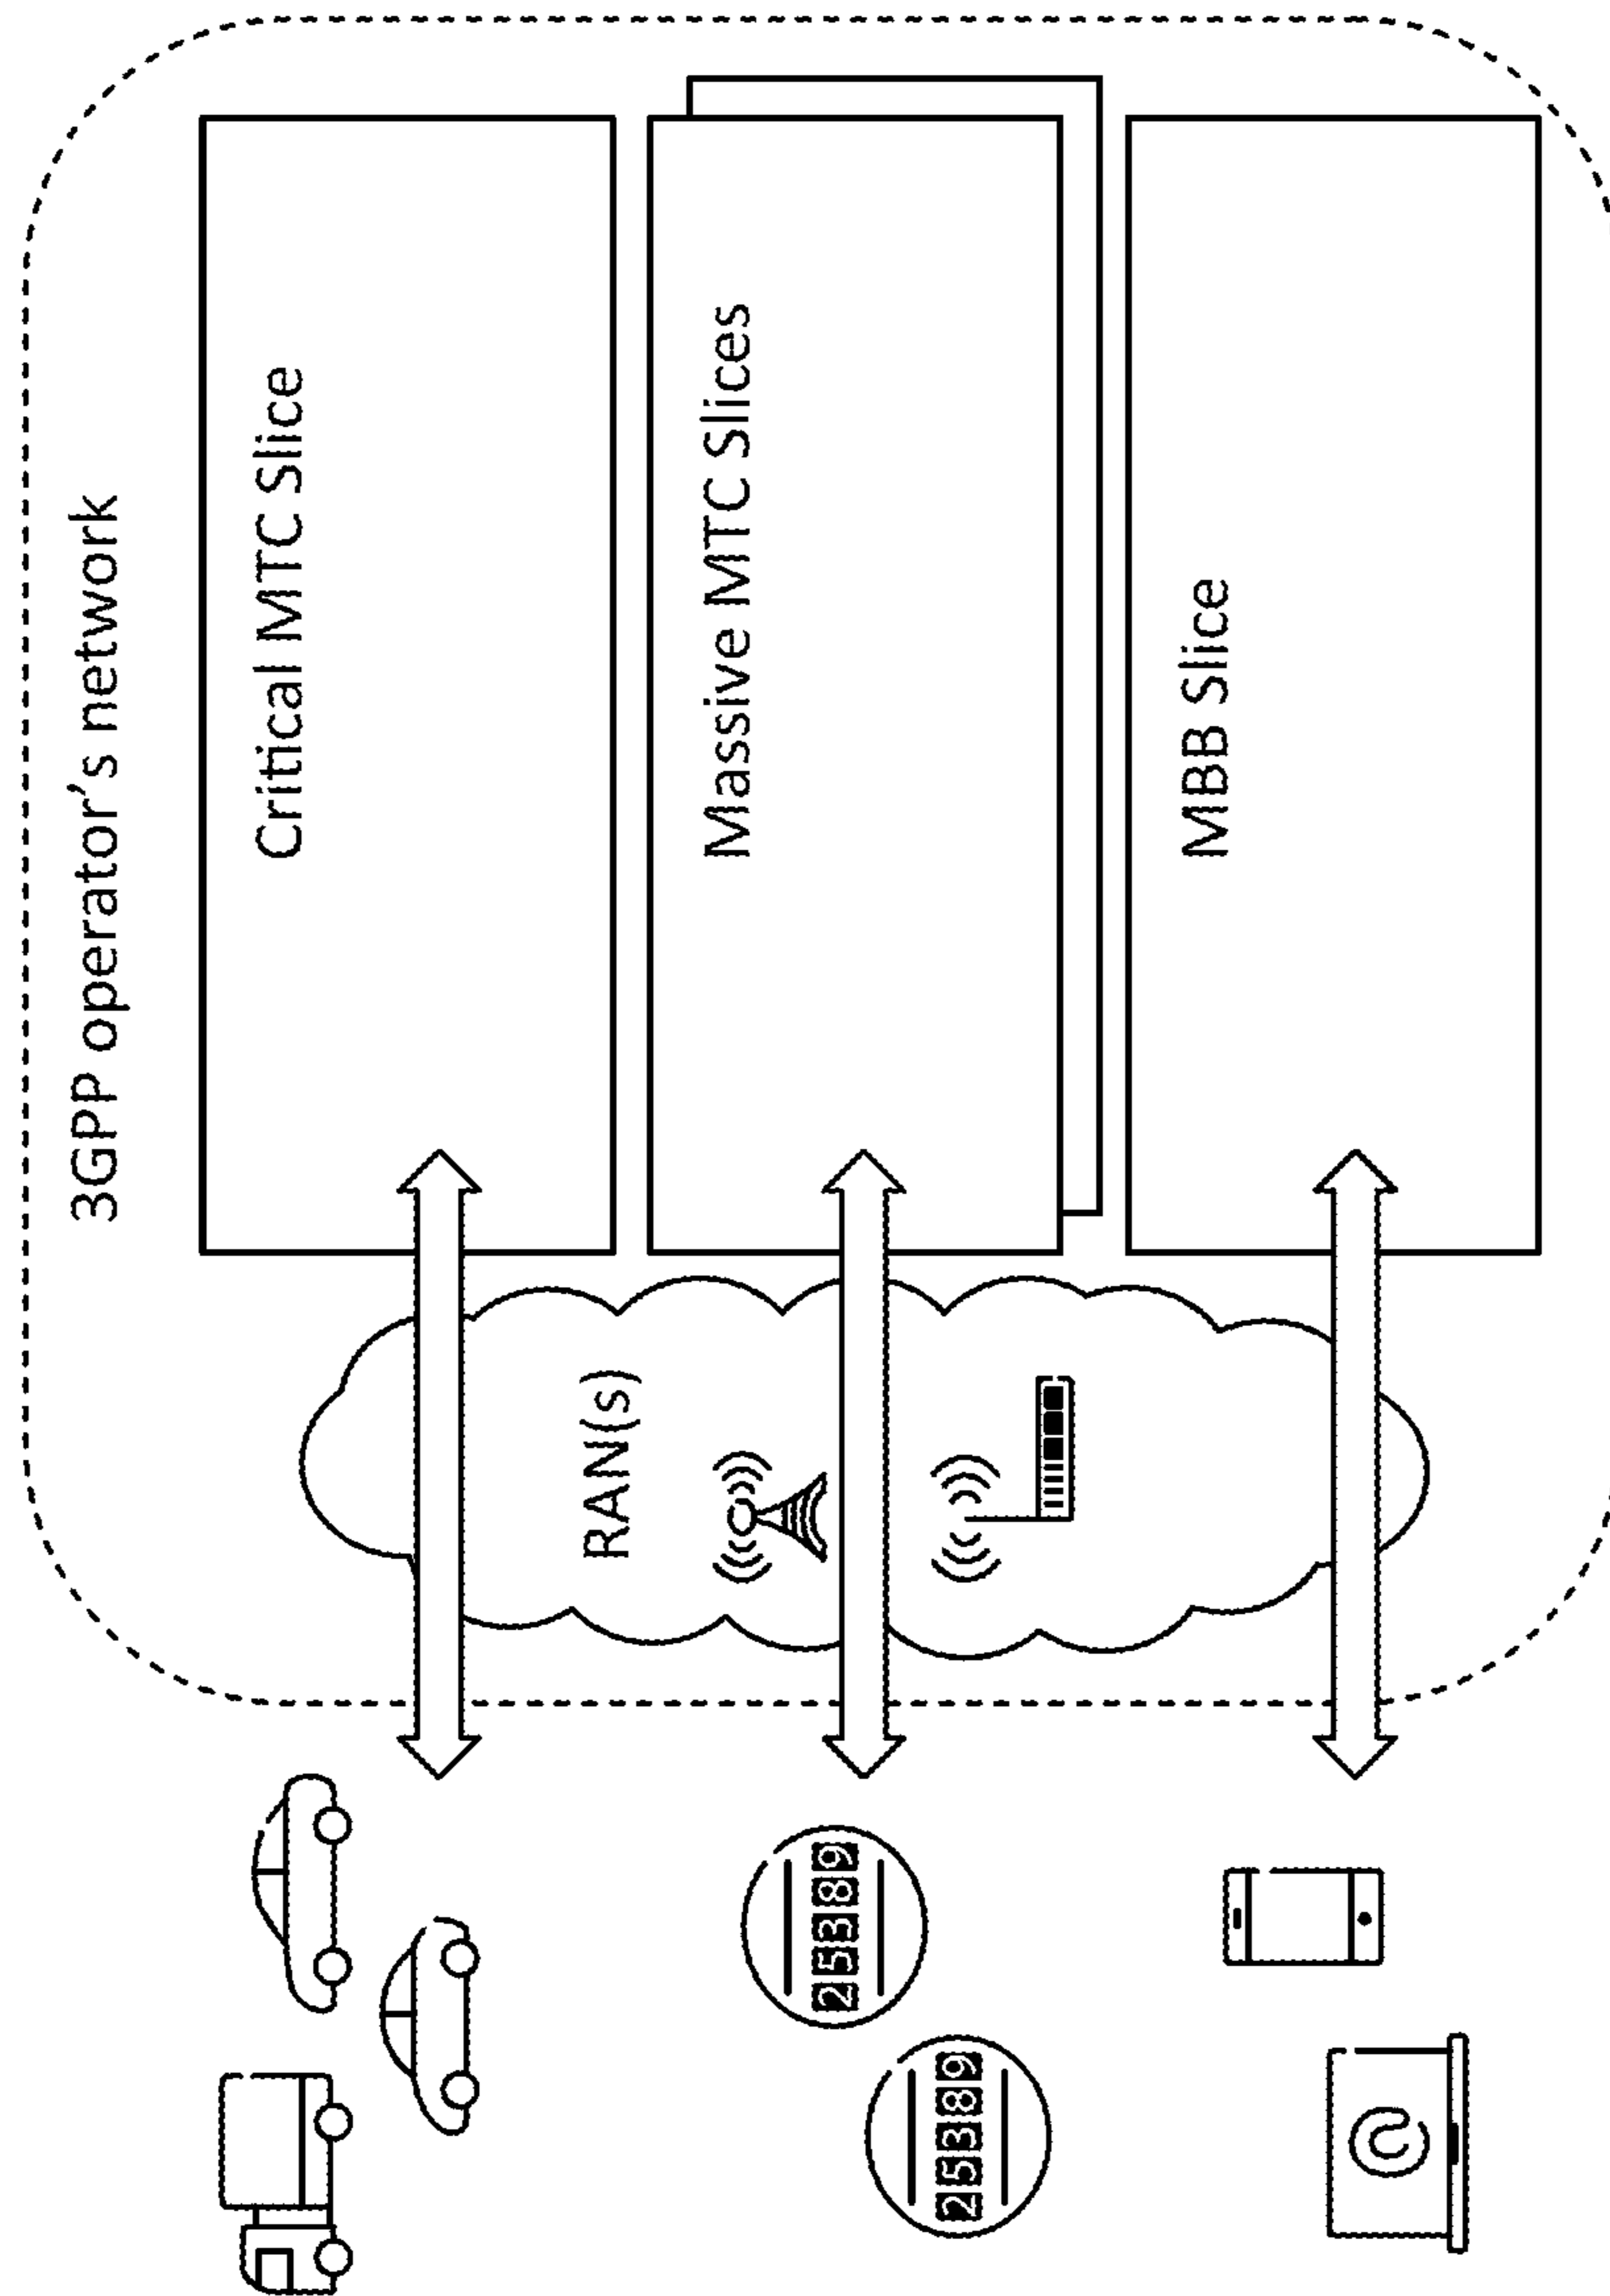 3GPP operator's network
Critical MTC Slice
Massive MTC Slices
MBB Slice
RAN(s)
25389
25389